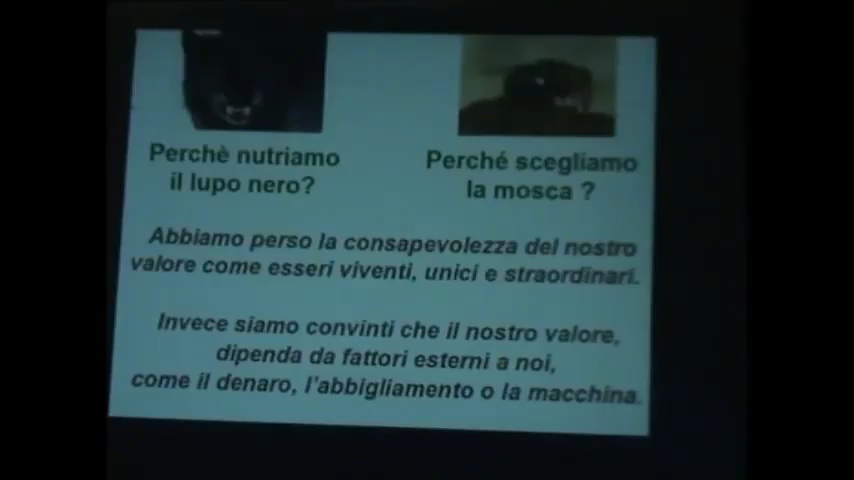 Perchè nutriamo
il lupo nero?
Perché scegliamo
la mosca ?
Abbiamo perso la consapevolezza del nostro
valore come esseri viventi, unici e straordinari.
Invece siamo convinti che il nostro valore,
dipenda da fattori esterni a noi,
come il denaro, l'abbigliamento o la macchina.